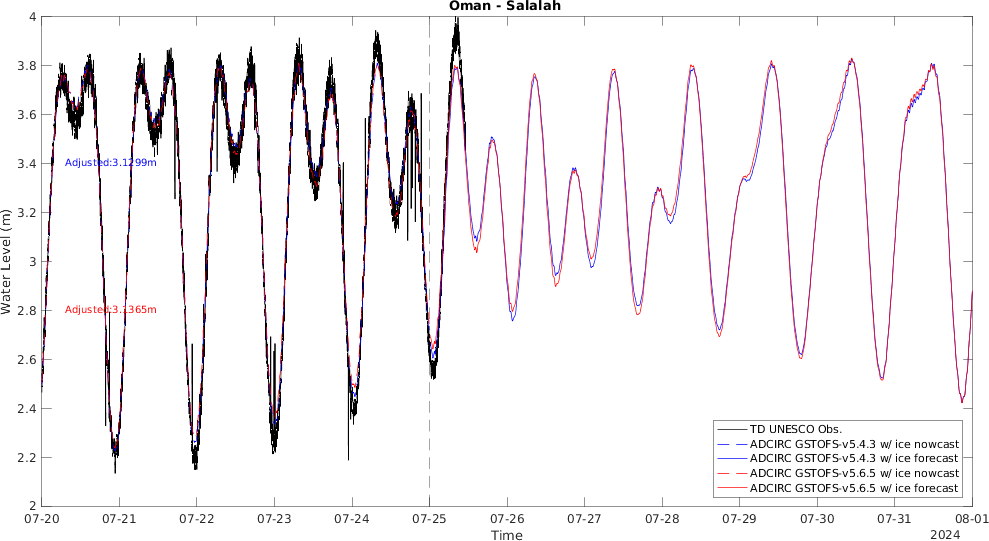 Oman - Salalah
4
3.8
3.6
3.4
3.2
3
2.8
2.6
2.4
2.2
2
Water Level (m)
Adjusted:3.1299m
Adjusted:3.1365m
TD UNESCO Obs.
ADCIRC GSTOFS-v5.4.3 w/ ice nowcast
ADCIRC GSTOFS-v5.4.3 w/ ice forecast
ADCIRC GSTOFS-v5.6.5 w/ ice nowcast
ADCIRC GSTOFS-v5.6.5 w/ ice forecast
07-20 07-21 07-22 07-23 07-24 07-25 07-26 07-27 07-28 07-29 07-30 07-31 08-01
Time
2024